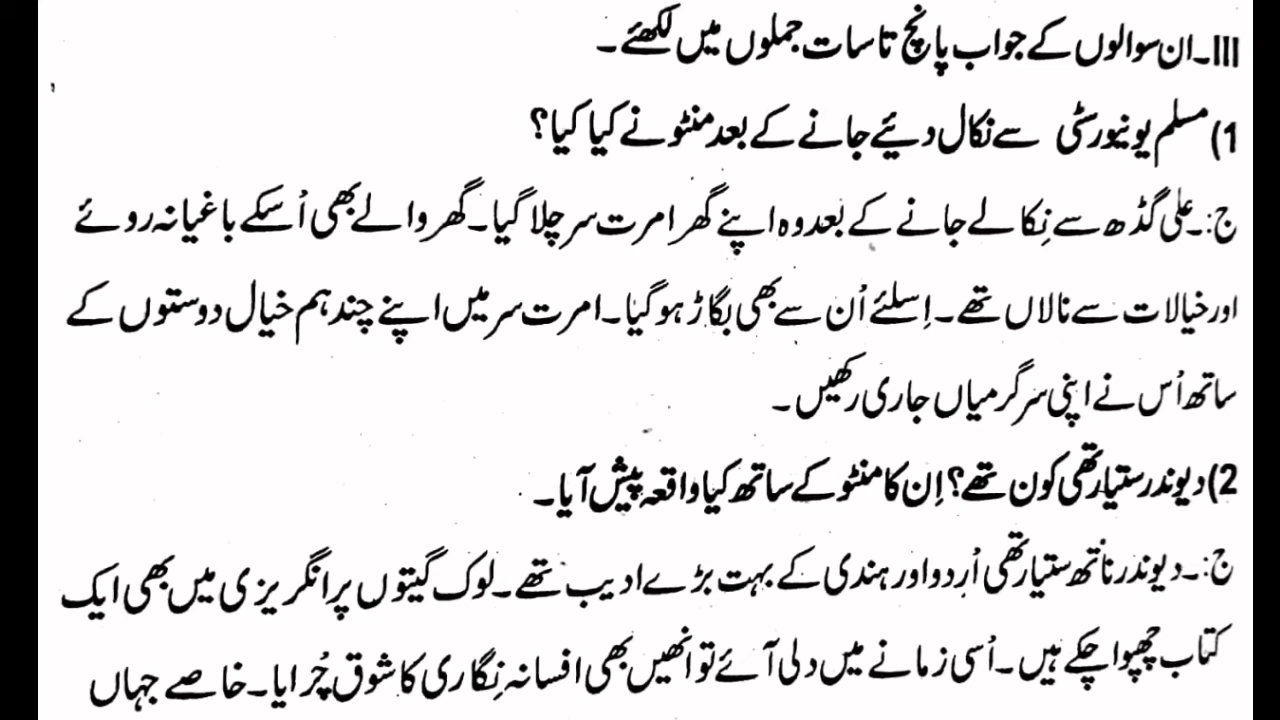 III۔ان سوالوں کے جواب پانچ تا سات جملوں میں لکھئے۔
1) مسلم یونیورسٹی سے نکال دئیے جانے کے بعد منٹو نے کیا کیا؟
ج:۔علی گڈھ سے نِکالے جانے کے بعد وہ اپنے گھر امرت سر چلا گیا۔گھر والے بھی اُسکے باغیانہ روئے
اور خیالات سے نالاں تھے۔اِسلئے اُن سے بھی بگاڑ ہو گیا۔امرت سر میں اپنے چند ہم خیال دوستوں کے
ساتھ اُس نے اپنی سرگرمیاں جاری رکھیں۔
2) دیوندر ستیارتھی کون تھے؟ اِن کا منٹو کے ساتھ کیا واقعہ پیش آیا۔
ج:۔دیوندر ناتھ ستیارتھی اُردو اور ہندی کے بہت بڑے ادیب تھے۔لوک گیتوں پر انگریزی میں بھی ایک
کتاب چھپوا چکے ہیں۔اُسی زمانے میں دلی آئے تو انھیں بھی افسانہ نِگاری کا شوق چُرایا۔خاصے جہاں